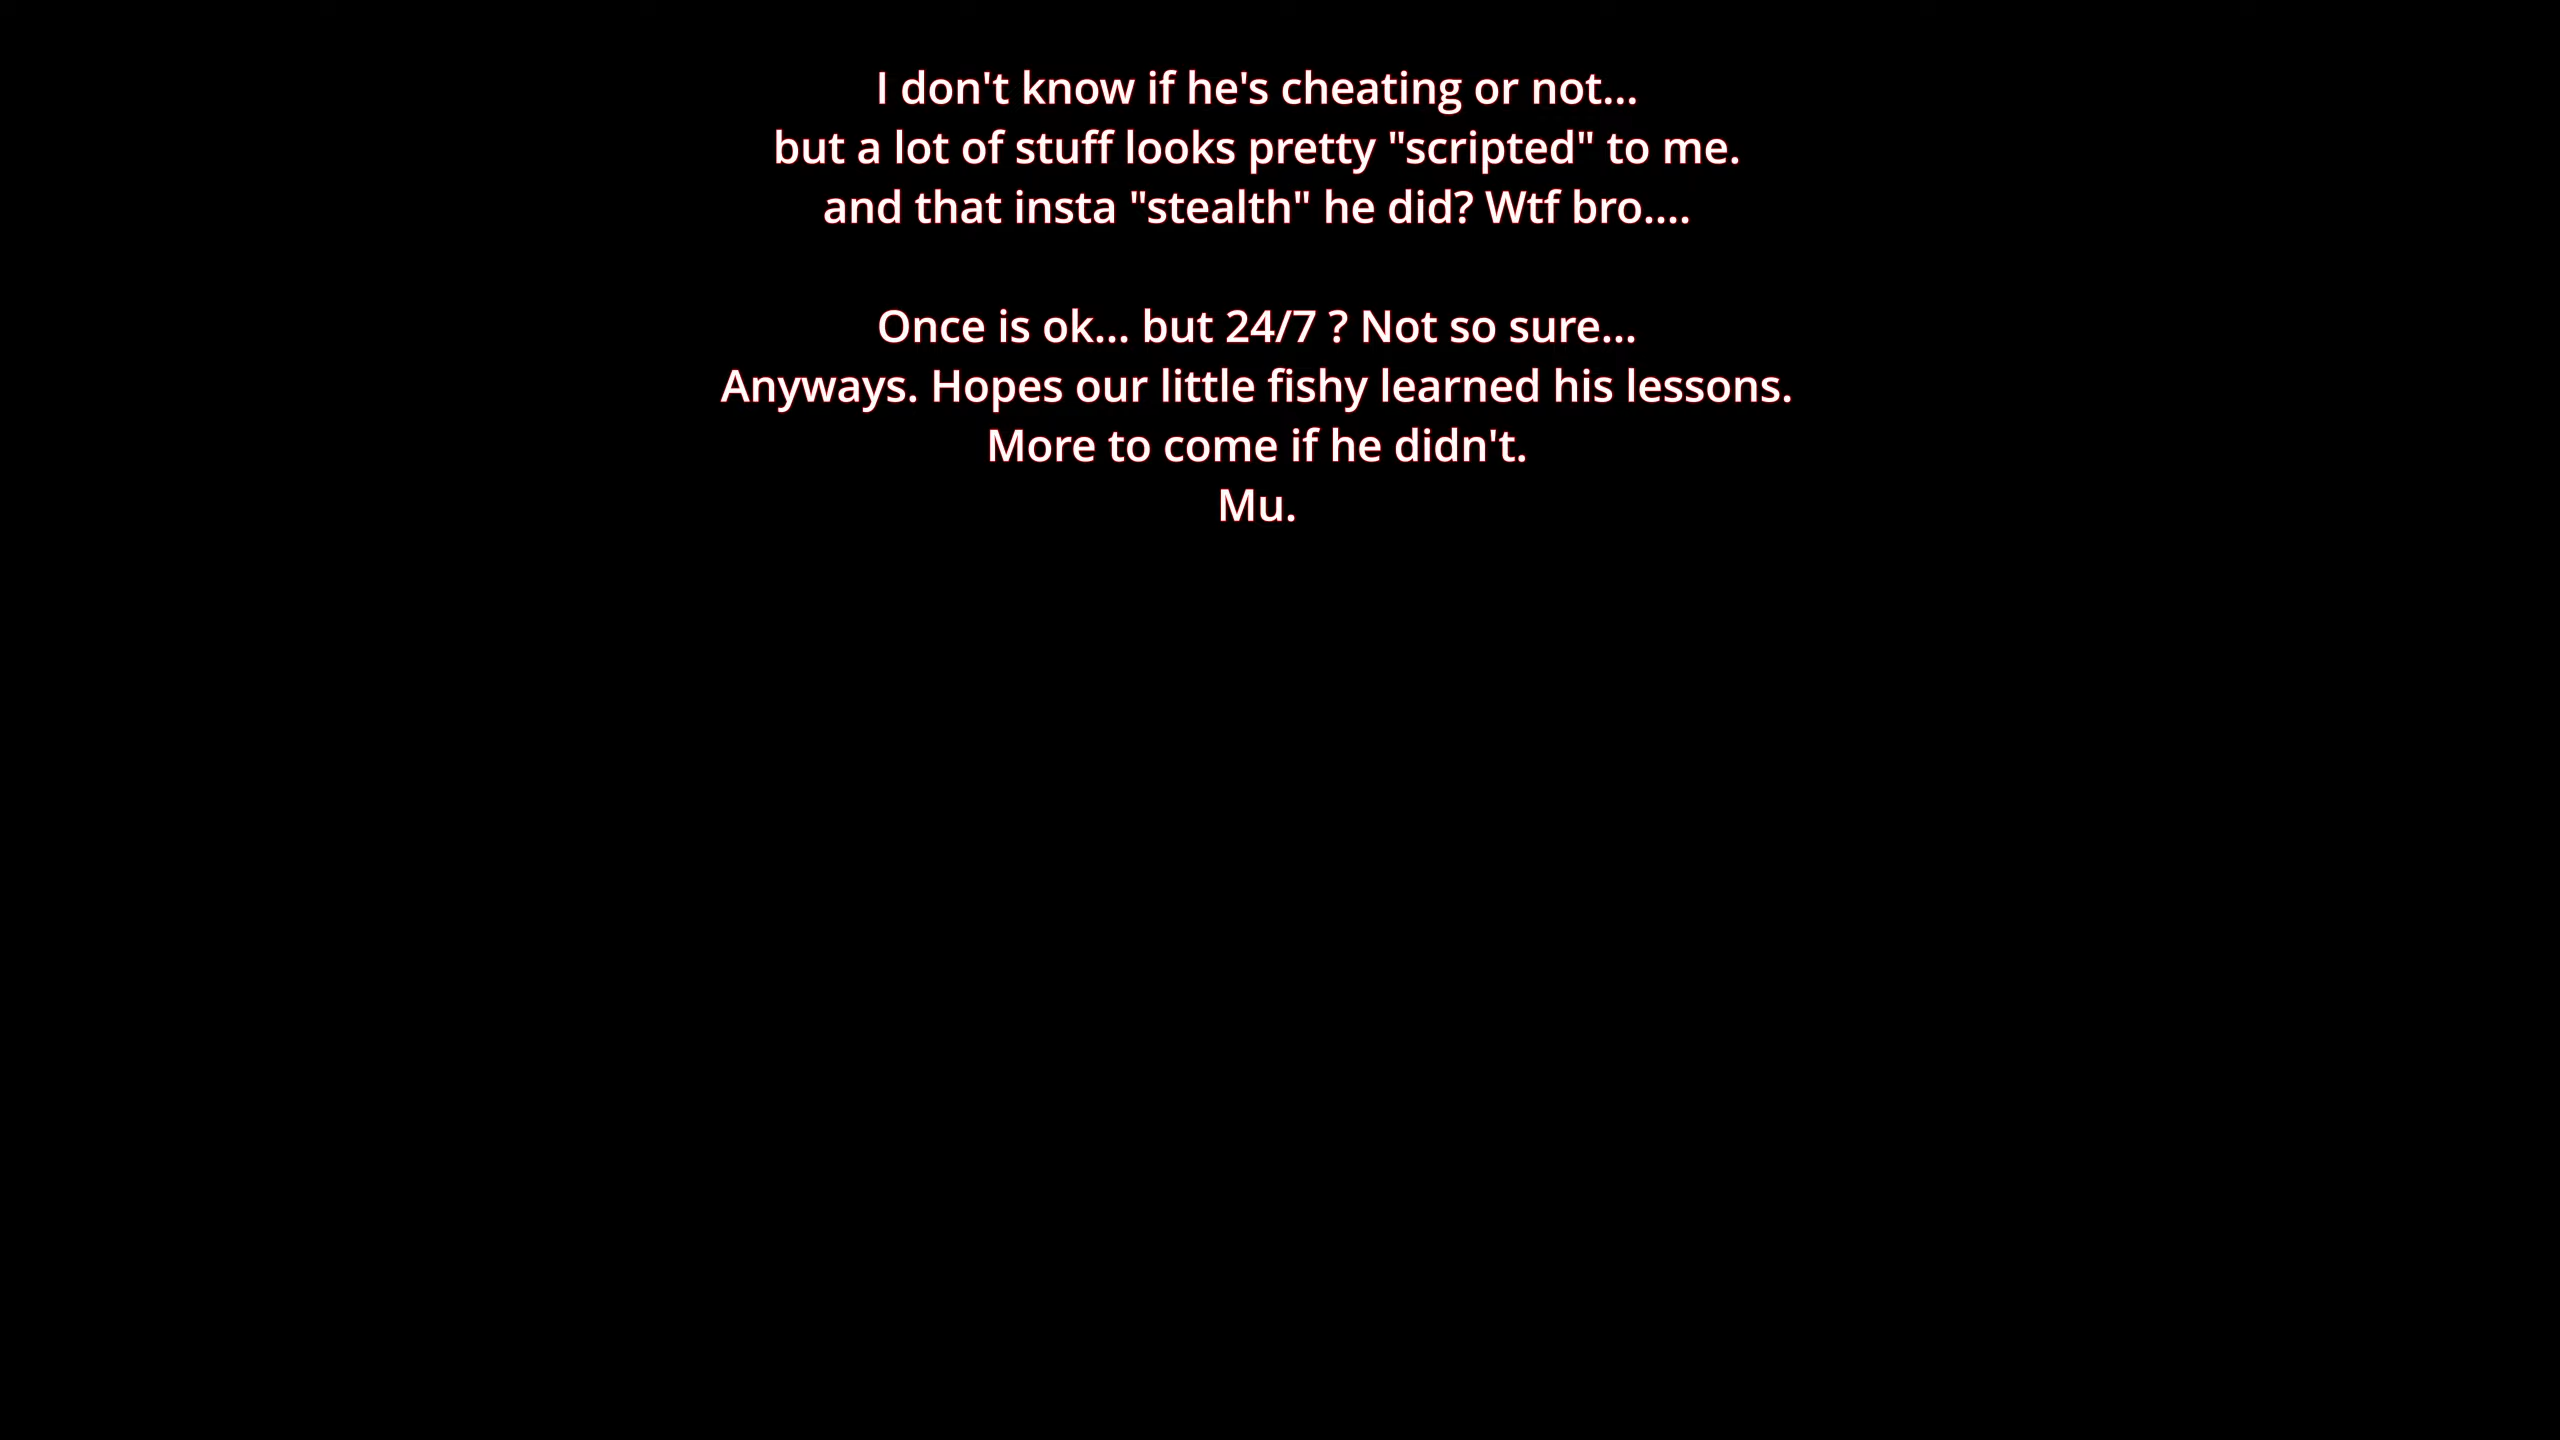 I don't know if he's cheating or not...
but a lot of stuff looks pretty "scripted" to me.
and that insta "stealth" he did? Wtf bro....
Once is ok... but 24/7 ? Not so sure...
Anyways. Hopes our little fishy learned his lessons.
More to come if he didn't.
Mu.